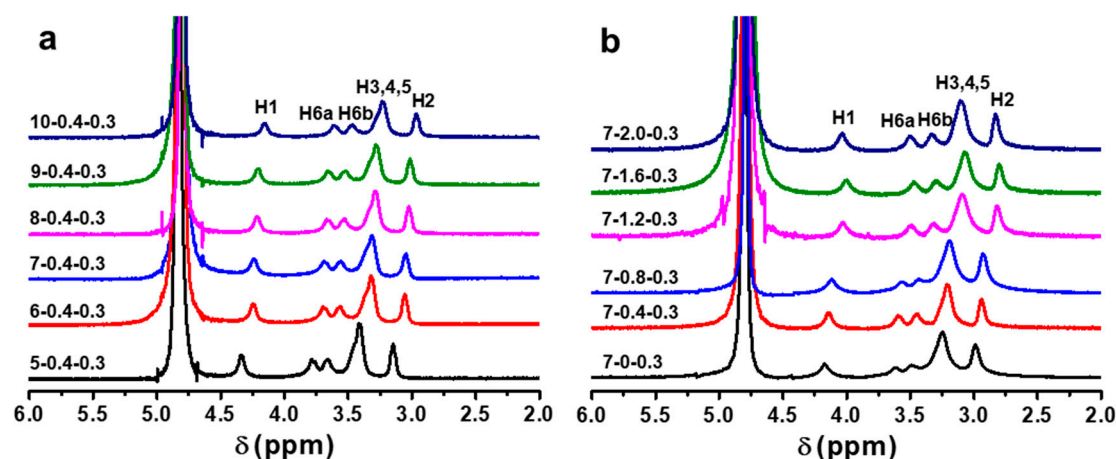 a
H3,4,5
H2
H1
H6a
H6b
10-0.4-0.3
9-0.4-0.3
8-0.4-0.3
7-0.4-0.3
6-0.4-0.3
5-0.4-0.3
6.0 5.5 5.0 4.5 4.0 3.5 3.0 2.5 2.0
δ (ppm)
b
H3,4,5
H2
H1
H6a
H6b
7-2.0-0.3
7-1.6-0.3
7-1.2-0.3
7-0.8-0.3
7-0.4-0.3
7-0-0.3
6.0 5.5 5.0 4.5 4.0 3.5 3.0 2.5 2.0
δ (ppm)